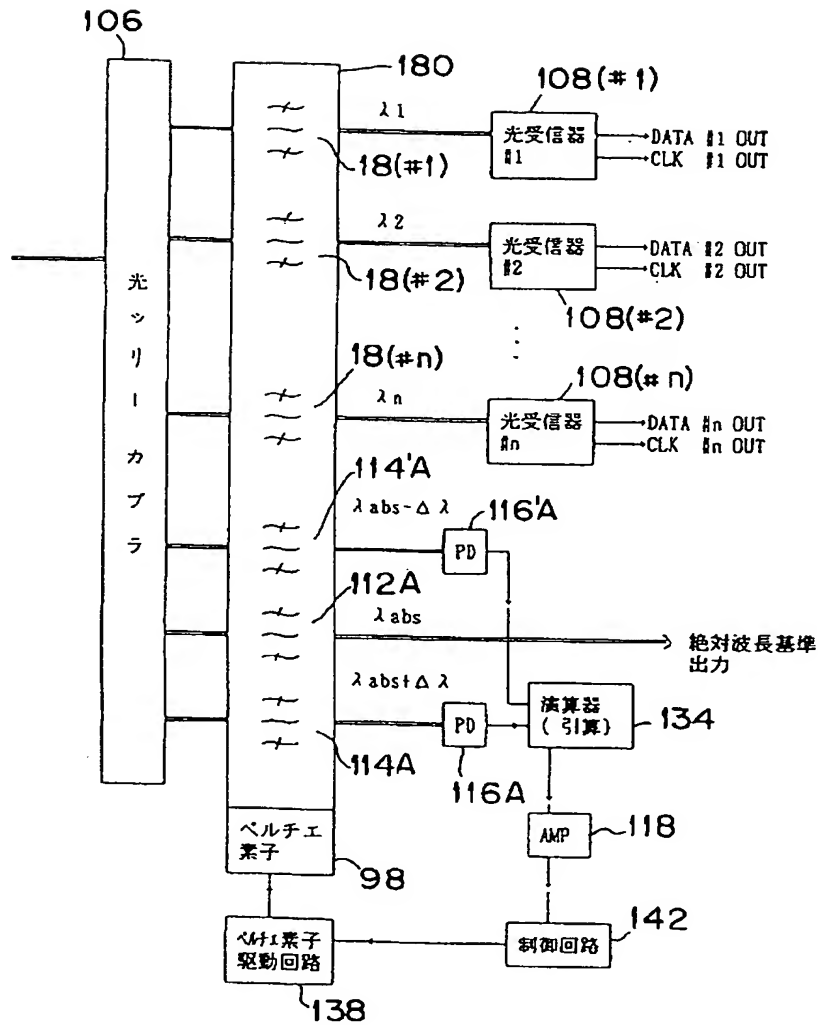 106
180
λ1
108(#1)
光受信器
#1
DATA #1 OUT
CLK #1 OUT
18(#1)
λ2
光受信器
#2
DATA #2 OUT
CLK #2 OUT
18(#2)
108(#2)
光ッリーカプラ
18(#n)
λn
108(#n)
光受信器
#n
DATA #n OUT
CLK #n OUT
114'A
λabs-Δλ
116'A
PD
112A
λabs
絶対波長基準
出力
λabs+Δλ
PD
演算器
(引算)
134
114A
116A
ペルチェ
素子
98
AMP
118
ペルチェ素子
駆動回路
138
制御回路
142